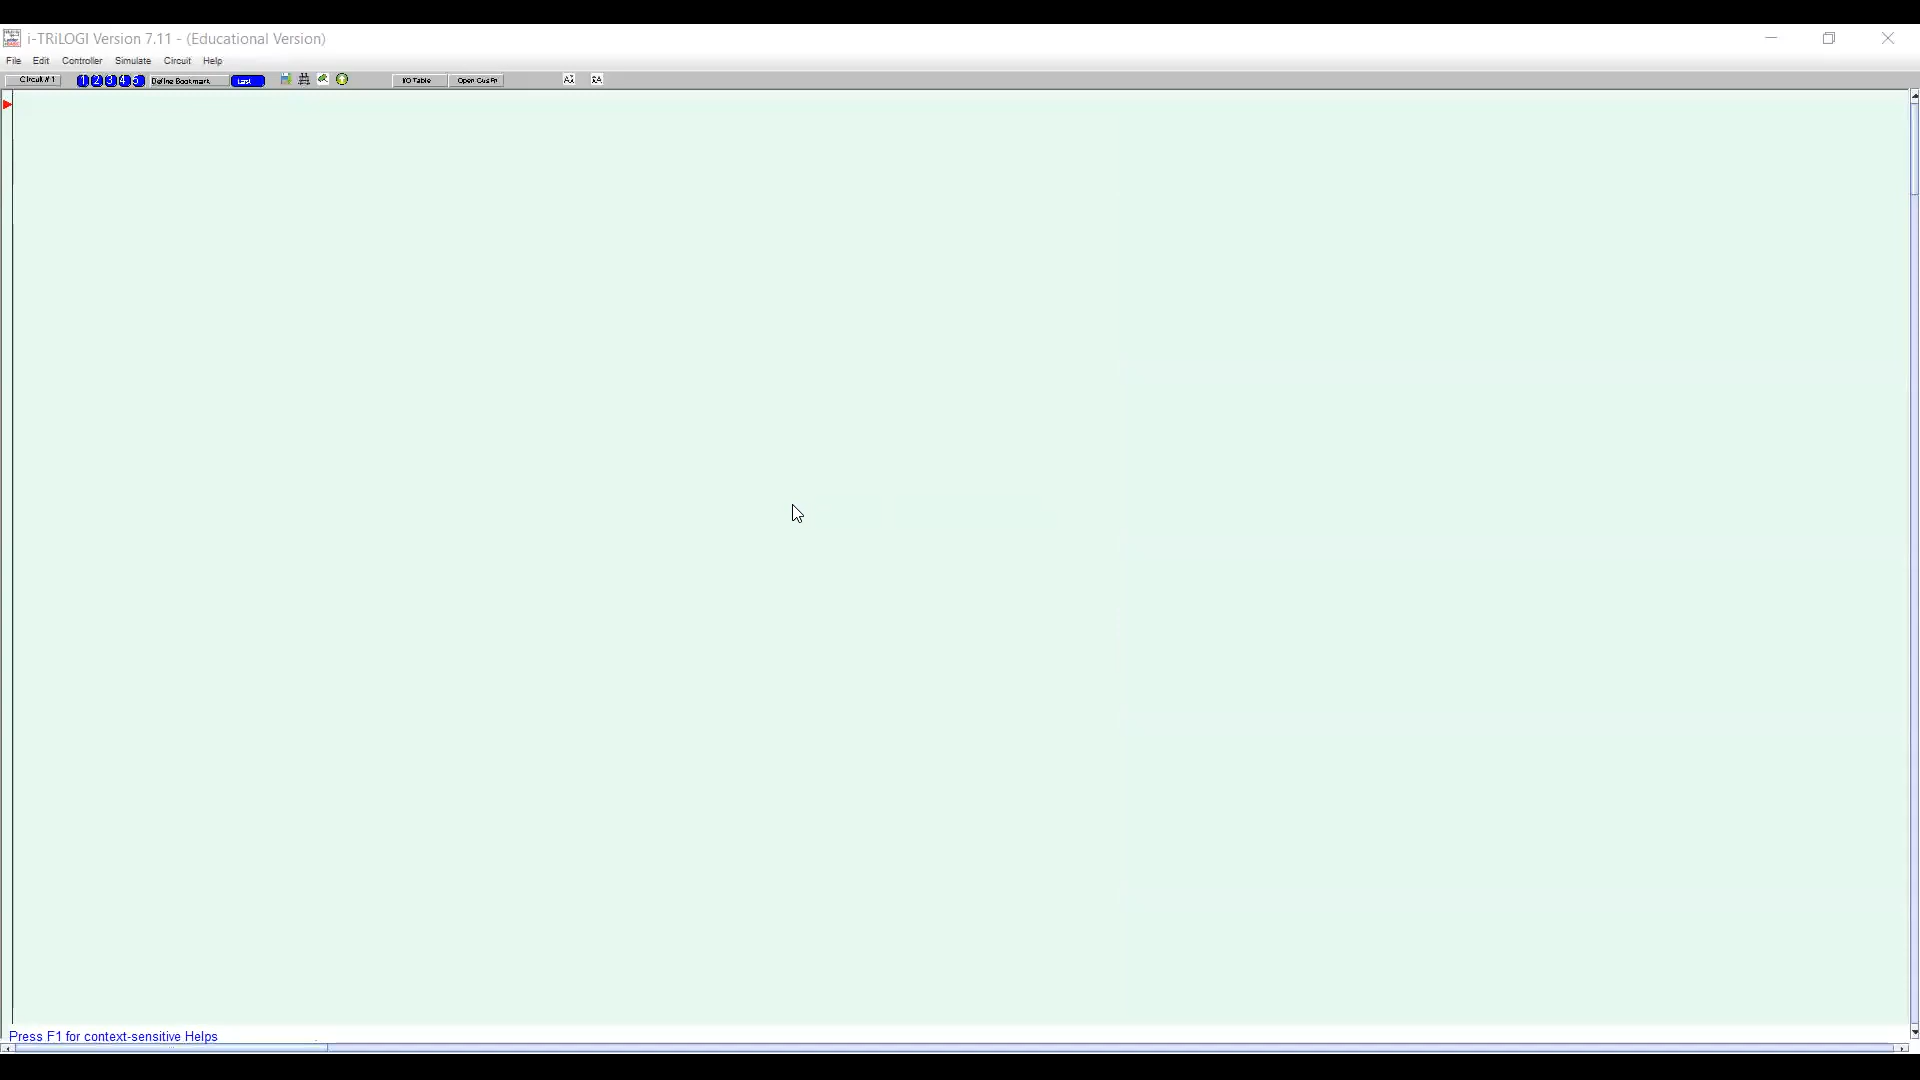 i-TRiLOGI Version 7.11 - (Educational Version)
File Edit Controller Simulate Circuit Help
Circuit # 1 1 2 3 4 5 Define Bookmark Last I/O Table Open Cus Fn
Press F1 for context-sensitive Helps